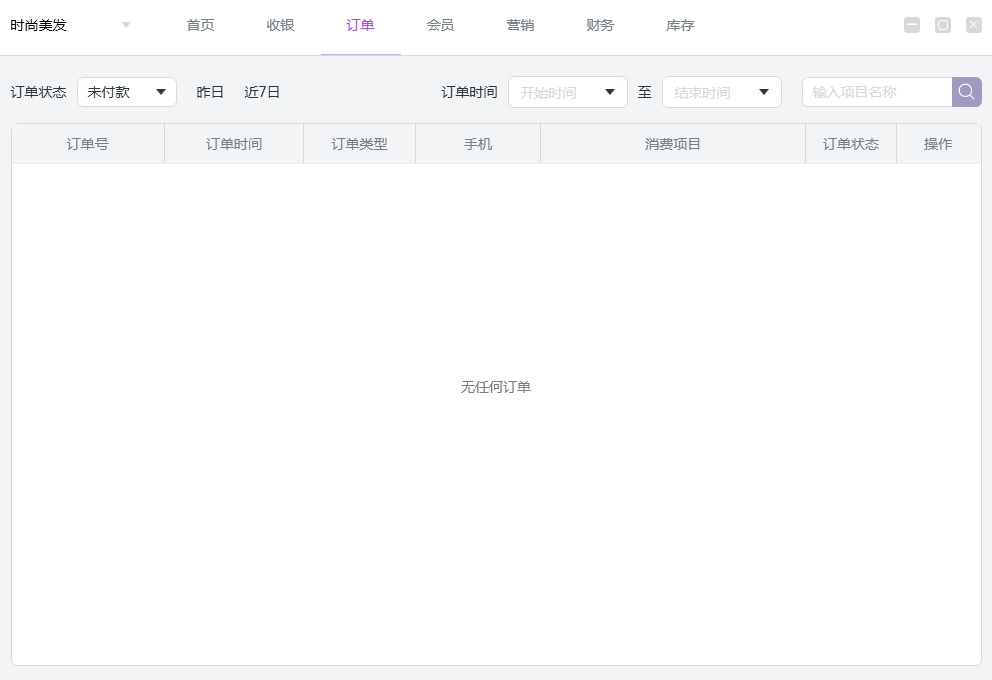 时尚美发 首页 收银 订单 会员 营销 财务 库存
订单状态 未付款 昨日 近7日 订单时间 开始时间 至 结束时间 输入项目名称
订单号 订单时间 订单类型 手机 消费项目 订单状态 操作
无任何订单